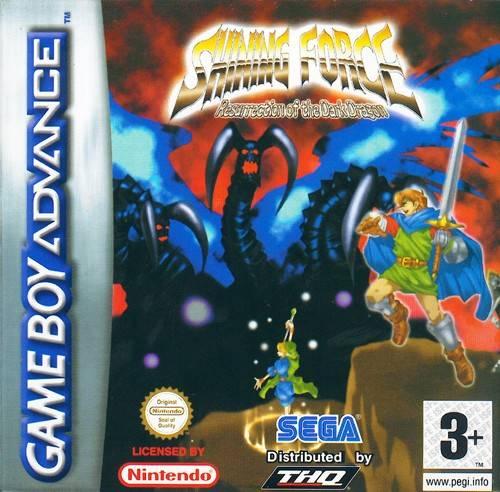 GAME BOY ADVANCE™
SHINING FORCE
Resurrection of the Dark Dragon
Original
Nintendo
Seal of
Quality
LICENSED BY
Nintendo
SEGA
Distributed by
THQ
3+
™
www.pegi.info